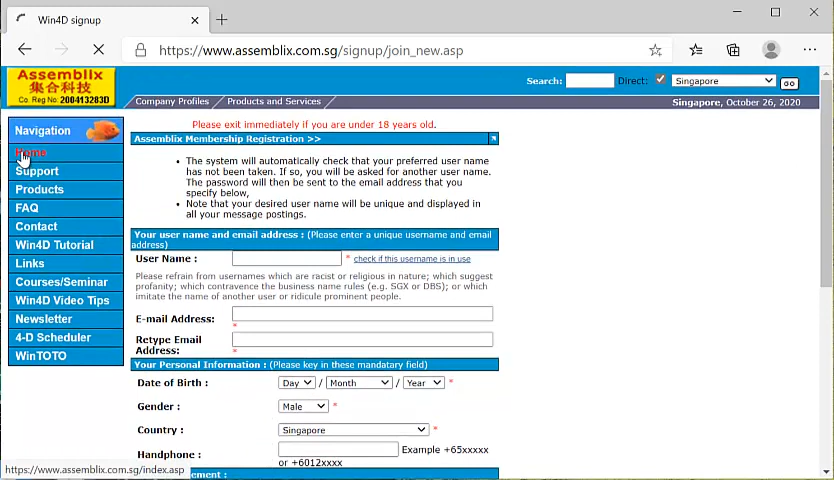 Win4D signup
https://www.assemblix.com.sg/signup/join_new.asp
Assemblix
集合科技
Co. Reg No: 200413283D
Search: Direct: Singapore GO
Company Profiles Products and Services Singapore, October 26, 2020
Navigation
Home
Support
Products
FAQ
Contact
Win4D Tutorial
Links
Courses/Seminar
Win4D Video Tips
Newsletter
4-D Scheduler
WinTOTO
Please exit immediately if you are under 18 years old.
Assemblix Membership Registration >>
• The system will automatically check that your preferred user name
has not been taken. If so, you will be asked for another user name.
The password will then be sent to the email address that you
specify below,
• Note that your desired user name will be unique and displayed in
all your message postings.
Your user name and email address : (Please enter a unique username and email
address)
User Name : * check if this username is in use
Please refrain from usernames which are racist or religious in nature; which suggest
profanity; which contravence the business name rules (e.g. SGX or DBS); or which
imitate the name of another user or ridicule prominent people.
E-mail Address:
*
Retype Email
Address: *
Your Personal Information : (Please key in these mandatory field)
Date of Birth : Day / Month / Year *
Gender : Male *
Country : Singapore *
Handphone : Example +65xxxxx
or +6012xxxx
https://www.assemblix.com.sg/index.asp